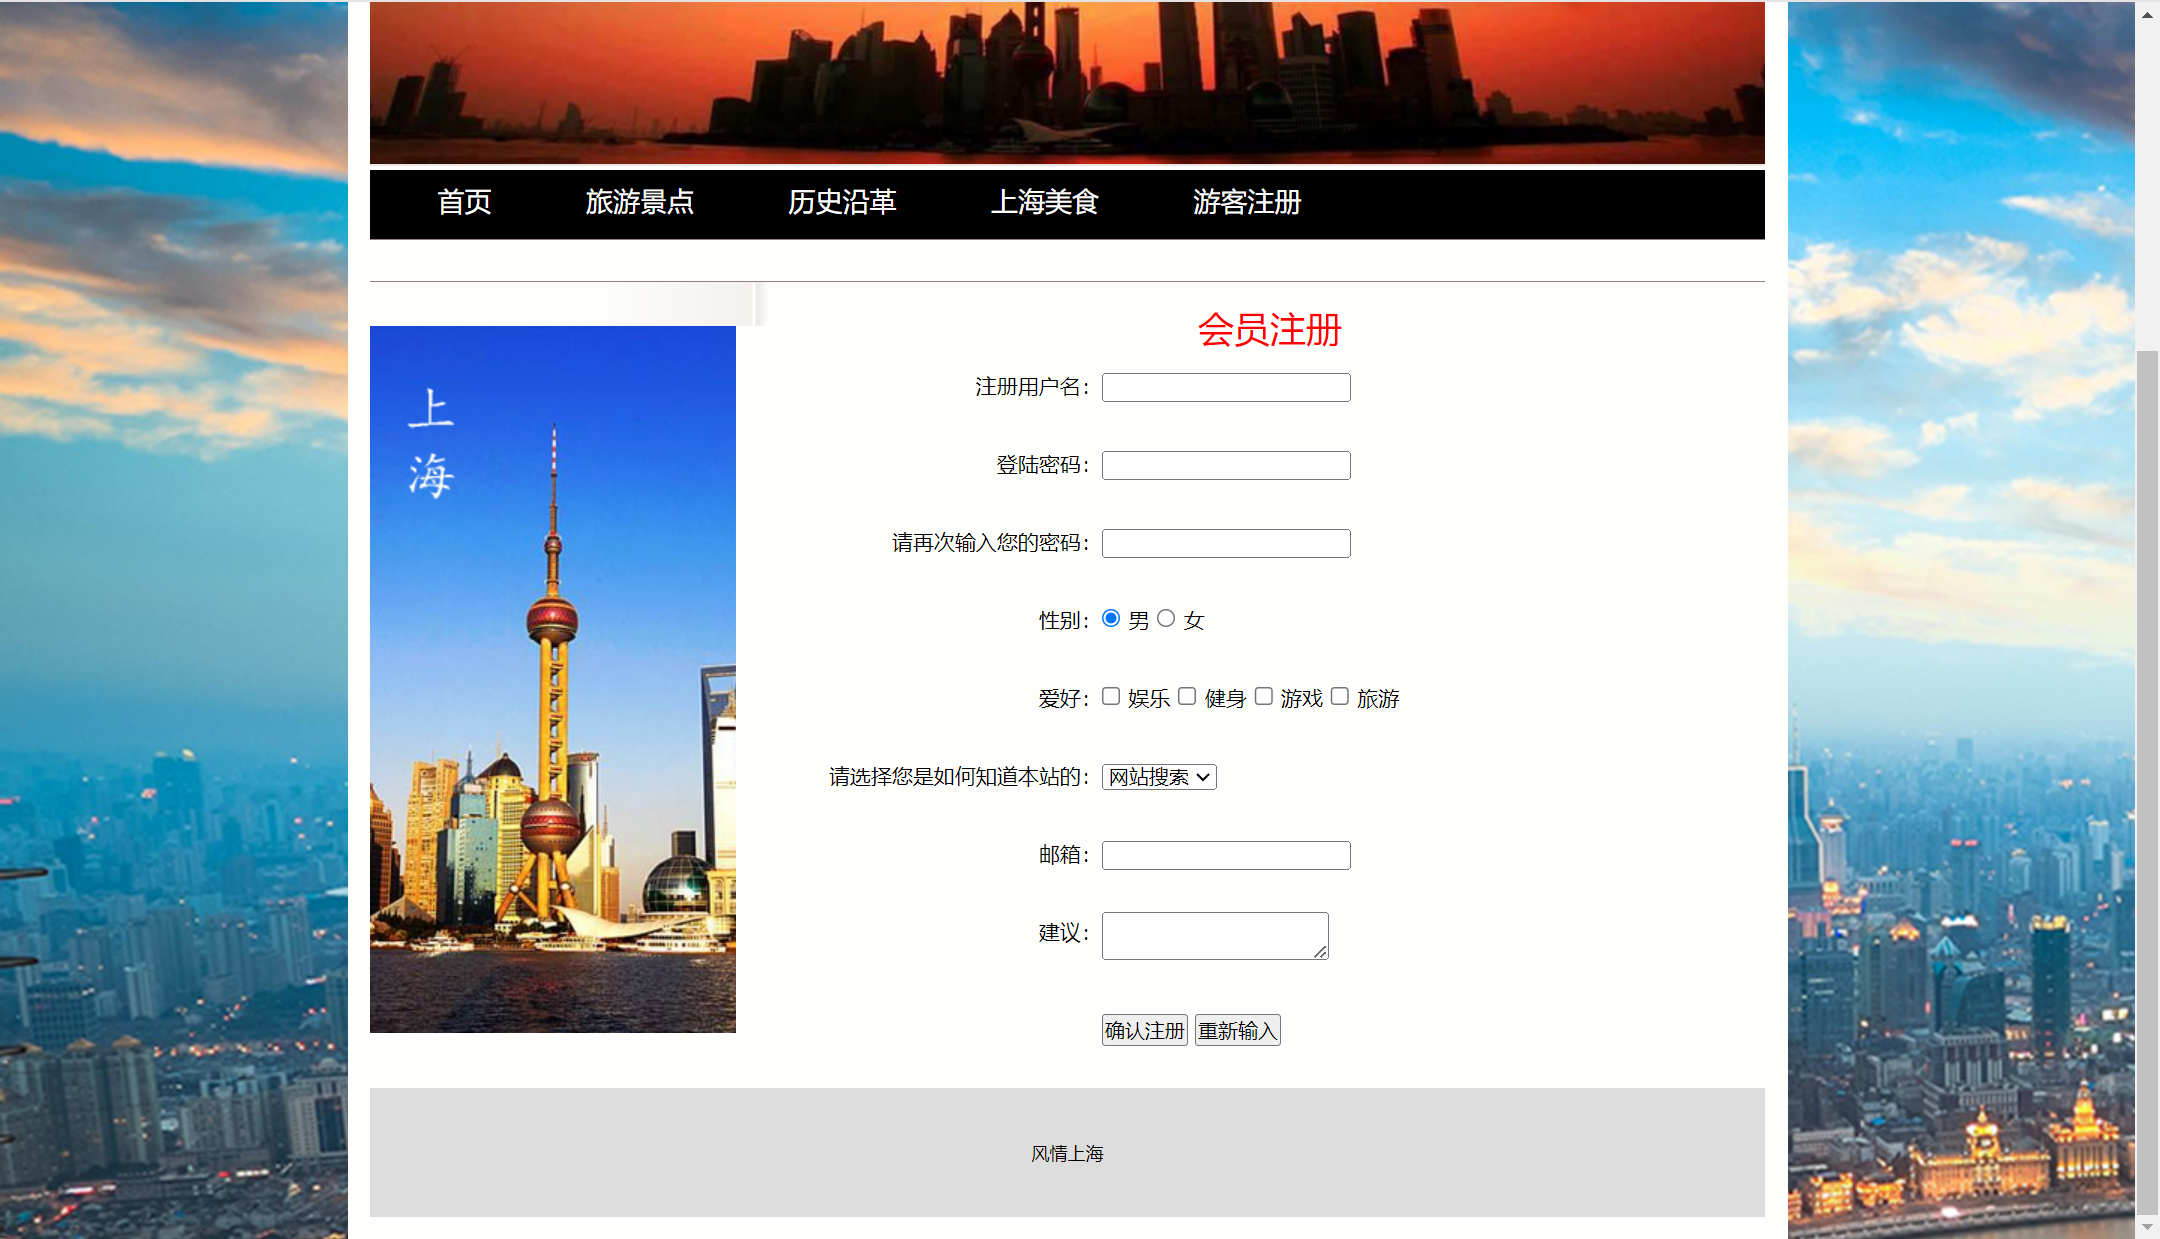 首页 旅游景点 历史沿革 上海美食 游客注册
上
海
会员注册
注册用户名：
登陆密码：
请再次输入您的密码：
性别： 男 女
爱好： 娱乐 健身 游戏 旅游
请选择您是如何知道本站的： 网站搜索
邮箱：
建议：
确认注册 重新输入
风情上海